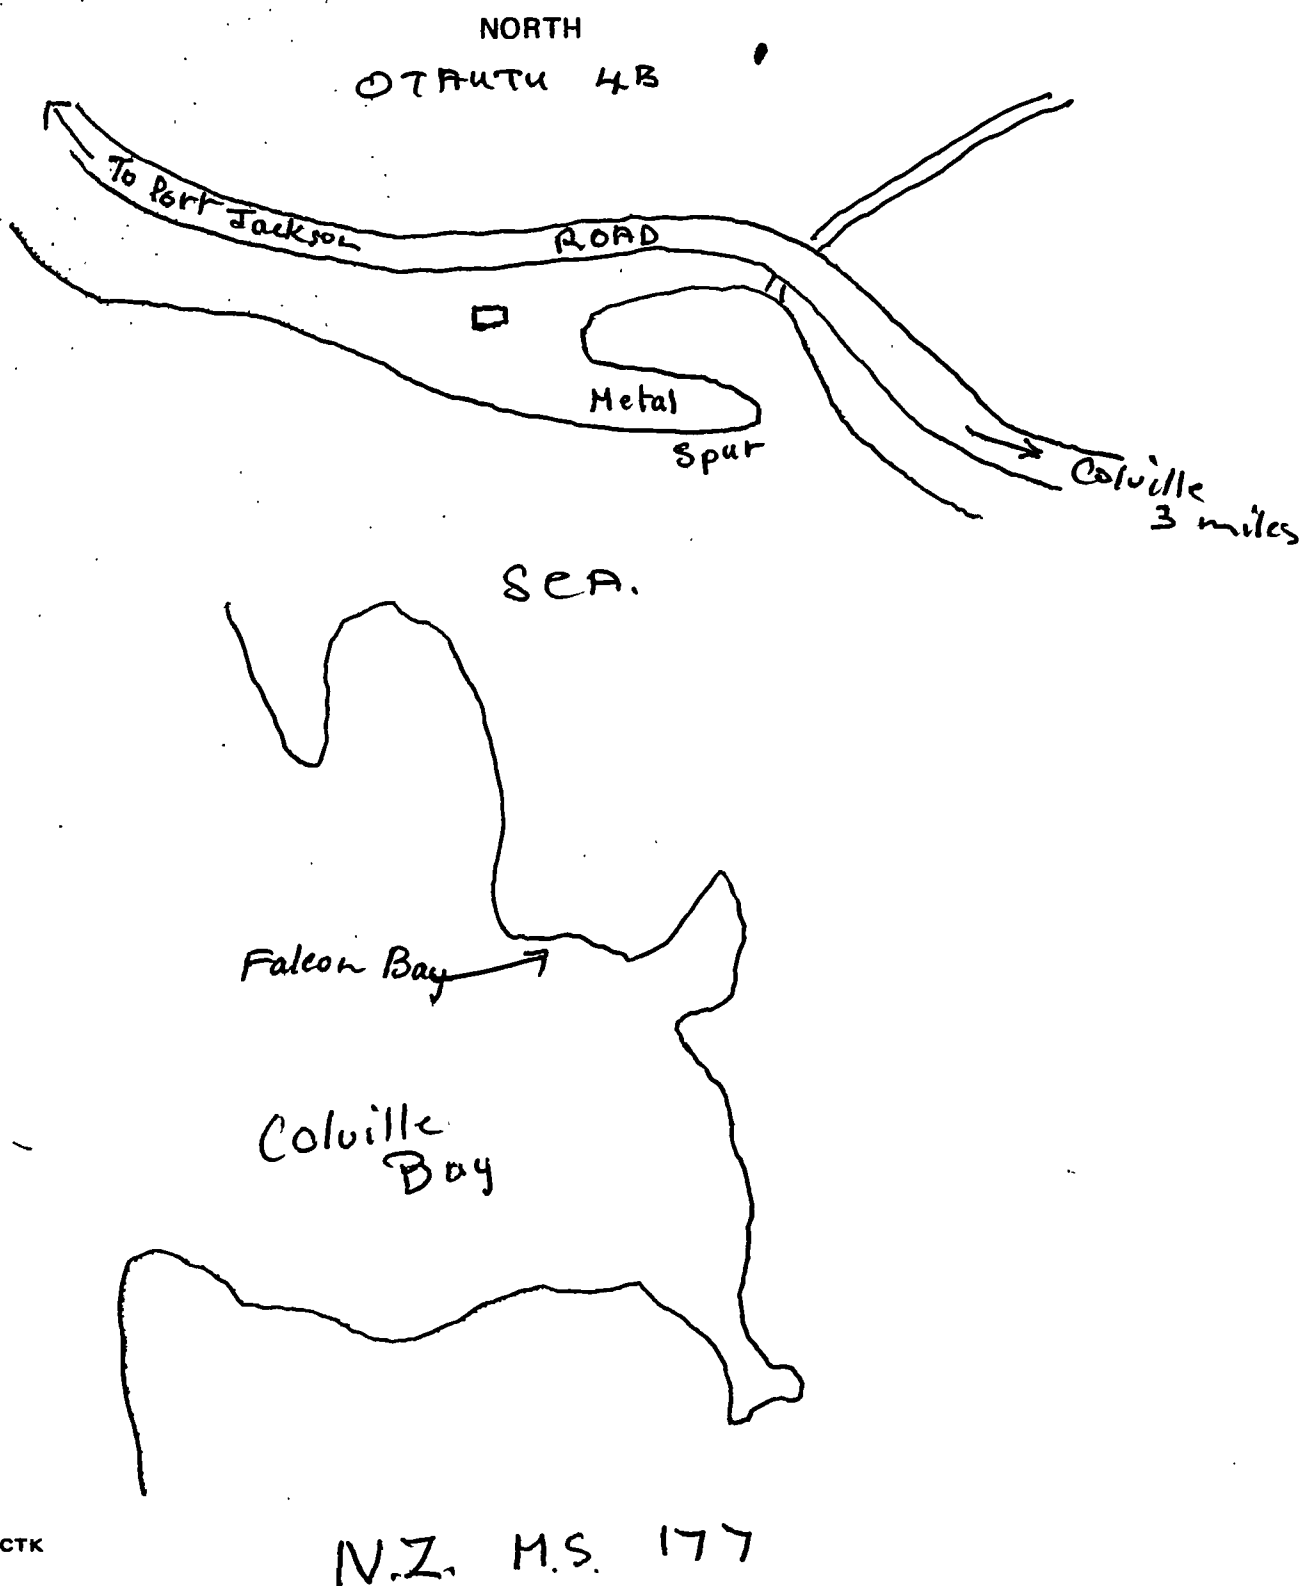 NORTH
OTAUTU 4B
To Port Jackson
ROAD
Metal
Spur
Colville
3 miles
SEA.
Falcon Bay
Colville
Bay
CTK
N.Z. M.S. 177